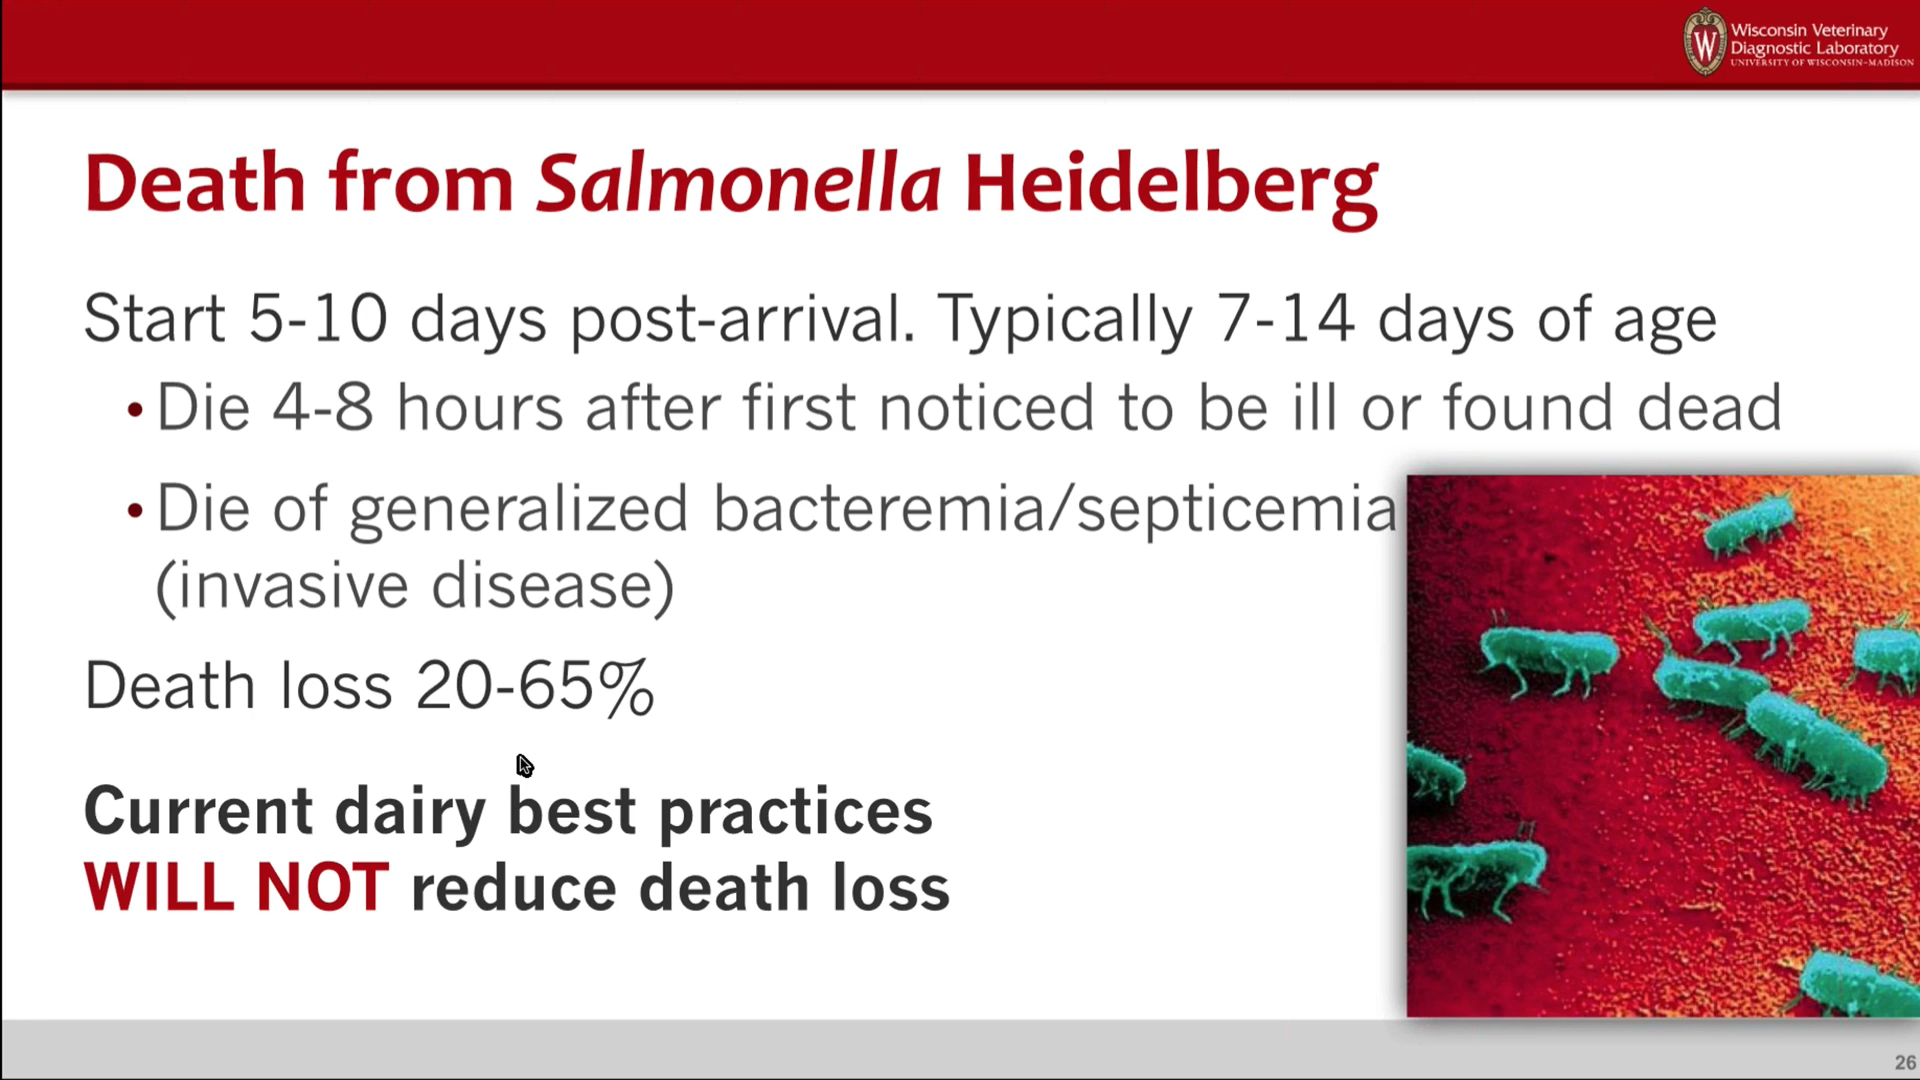 W
Wisconsin Veterinary
Diagnostic Laboratory
UNIVERSITY OF WISCONSIN-MADISON
Death from Salmonella Heidelberg
Start 5-10 days post-arrival. Typically 7-14 days of age
• Die 4-8 hours after first noticed to be ill or found dead
• Die of generalized bacteremia/septicemia
(invasive disease)
Death loss 20-65%
Current dairy best practices
WILL NOT reduce death loss
26